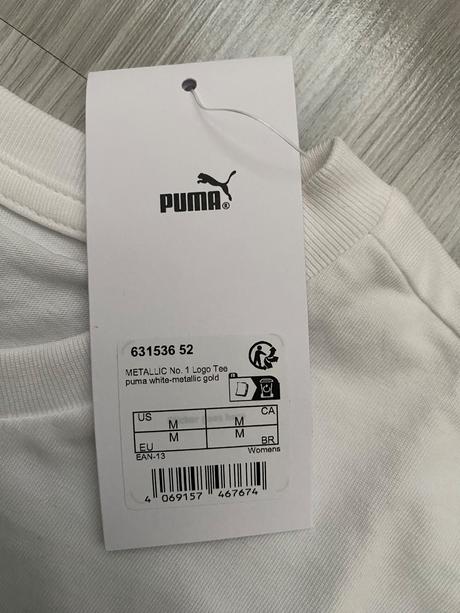 PUMA®
631536 52
METALLIC No. 1 Logo Tee
puma white-metallic gold
FR
US M M CA
EU M M BR
EAN-13 Womens
4 069157 467674